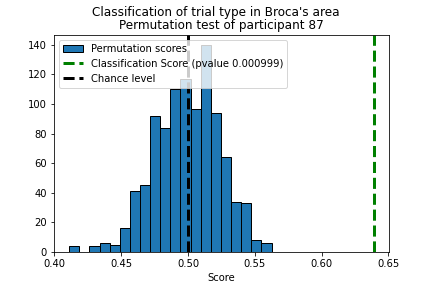 Classification of trial type in Broca's area
Permutation test of participant 87
Permutation scores
Classification Score (pvalue 0.000999)
Chance level
140
120
100
80
60
40
20
0
0.40 0.45 0.50 0.55 0.60 0.65
Score